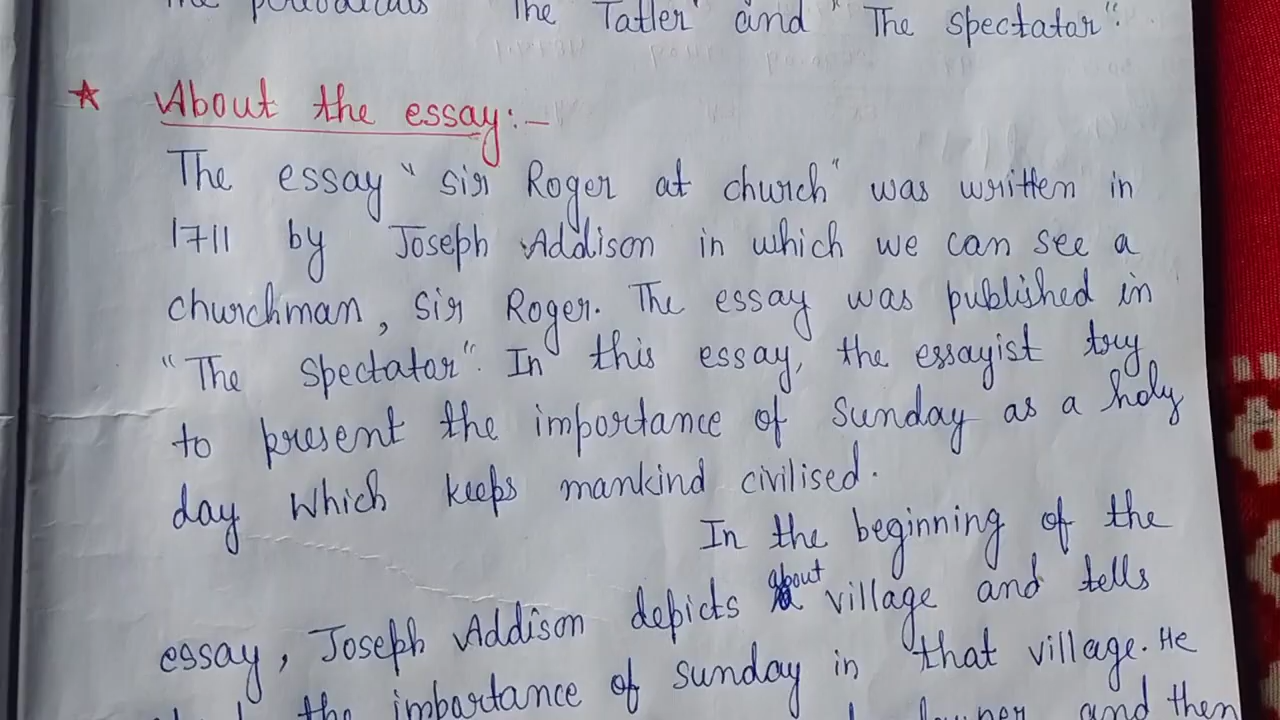 The periodicals "The Tatler" and "The Spectator".
★ About the essay:-
The essay "Sir Roger at church" was written in
1711 by Joseph Addison in which we can see a
churchman, Sir Roger. The essay was published in
"The Spectator". In this essay, the essayist try
to present the importance of Sunday as a holy
day which keeps mankind civilised.
In the beginning of the
essay, Joseph Addison depicts about village and tells
importance of Sunday in that village. He
the
and then